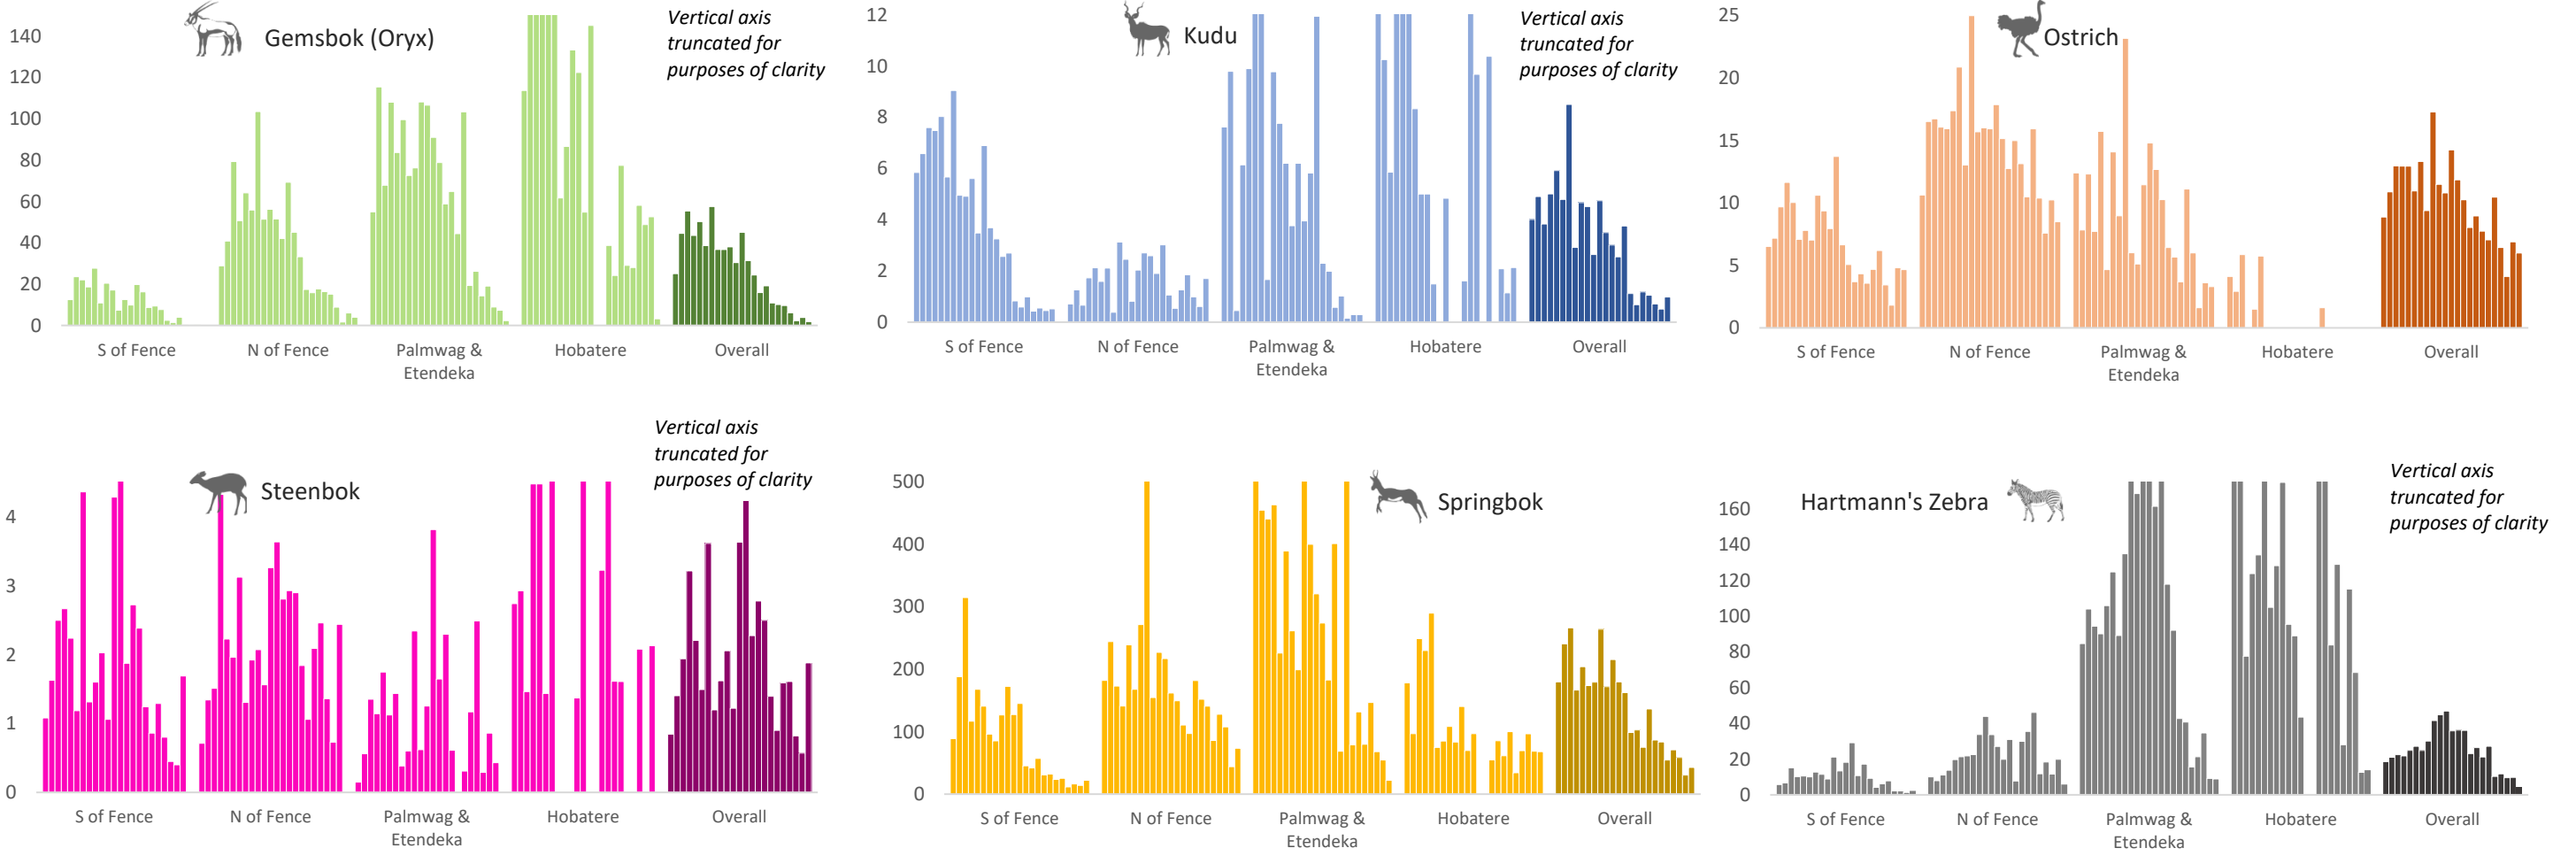 Gemsbok (Oryx)
Vertical axis
truncated for
purposes of clarity
140
120
100
80
60
40
20
0
S of Fence
N of Fence
Palmwag &
Etendeka
Hobatere
Overall
Kudu
Vertical axis
truncated for
purposes of clarity
12
10
8
6
4
2
0
S of Fence
N of Fence
Palmwag &
Etendeka
Hobatere
Overall
Ostrich
25
20
15
10
5
0
S of Fence
N of Fence
Palmwag &
Etendeka
Hobatere
Overall
Steenbok
Vertical axis
truncated for
purposes of clarity
4
3
2
1
0
S of Fence
N of Fence
Palmwag &
Etendeka
Hobatere
Overall
Springbok
500
400
300
200
100
0
S of Fence
N of Fence
Palmwag &
Etendeka
Hobatere
Overall
Hartmann's Zebra
Vertical axis
truncated for
purposes of clarity
160
140
120
100
80
60
40
20
0
S of Fence
N of Fence
Palmwag &
Etendeka
Hobatere
Overall